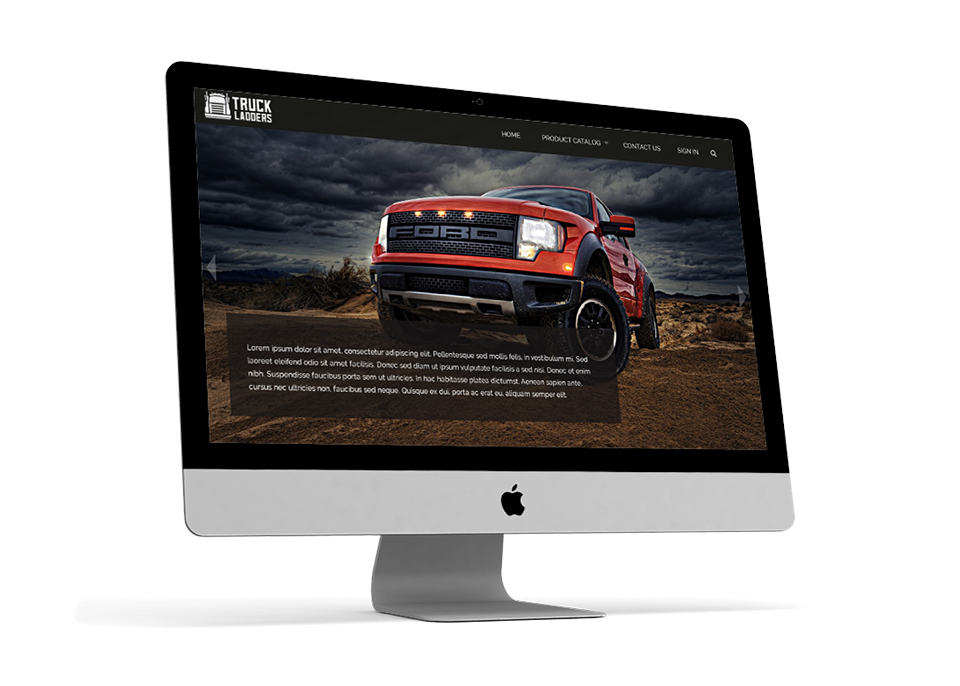 TRUCK
LADDERS
HOME
PRODUCT CATALOG
CONTACT US
SIGN IN
FORD
Lorem ipsum dolor sit amet, consectetur adipiscing elit. Pellentesque sed mollis felis, in vestibulum mi. Sed
laoreet eleifend odio sit amet facilisis. Donec sed diam ut ipsum vulputate facilisis a sed nisi. Donec et enim
nibh. Suspendisse faucibus porta sem ut ultricies. In hac habitasse platea dictumst. Aenean sapien ante,
cursus nec ultricies non, faucibus sed neque. Quisque ex dui, porta ac erat eu, aliquam semper elit.